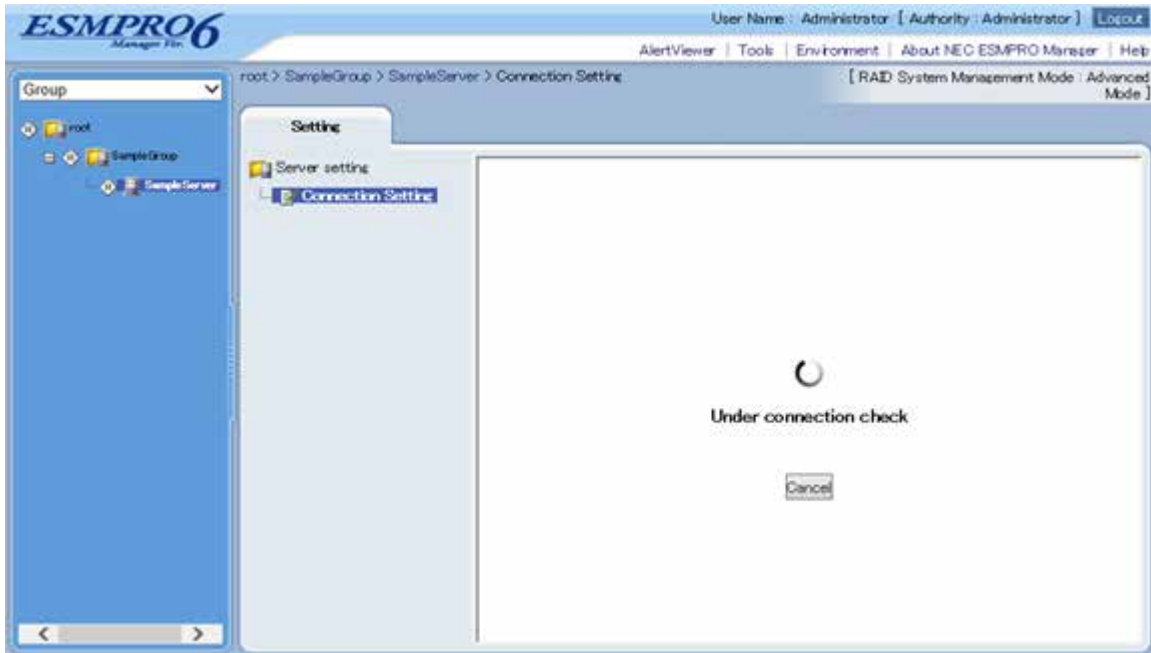 ESMPRO6
Manager Ver.
User Name : Administrator [ Authority : Administrator ] Logout
AlertViewer | Tools | Environment | About NEC ESMPRO Manager | Help
Group
root > SampleGroup > SampleServer > Connection Setting
[ RAID System Management Mode : Advanced
Mode ]
root
SampleGroup
SampleServer
Setting
Server setting
Connection Setting
Under connection check
Cancel